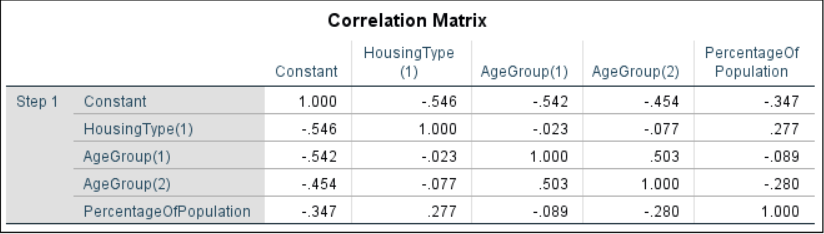 Correlation Matrix
Constant HousingType (1) AgeGroup(1) AgeGroup(2) PercentageOf Population
Step 1 Constant 1.000 -.546 -.542 -.454 -.347
HousingType(1) -.546 1.000 -.023 -.077 .277
AgeGroup(1) -.542 -.023 1.000 .503 -.089
AgeGroup(2) -.454 -.077 .503 1.000 -.280
PercentageOfPopulation -.347 .277 -.089 -.280 1.000